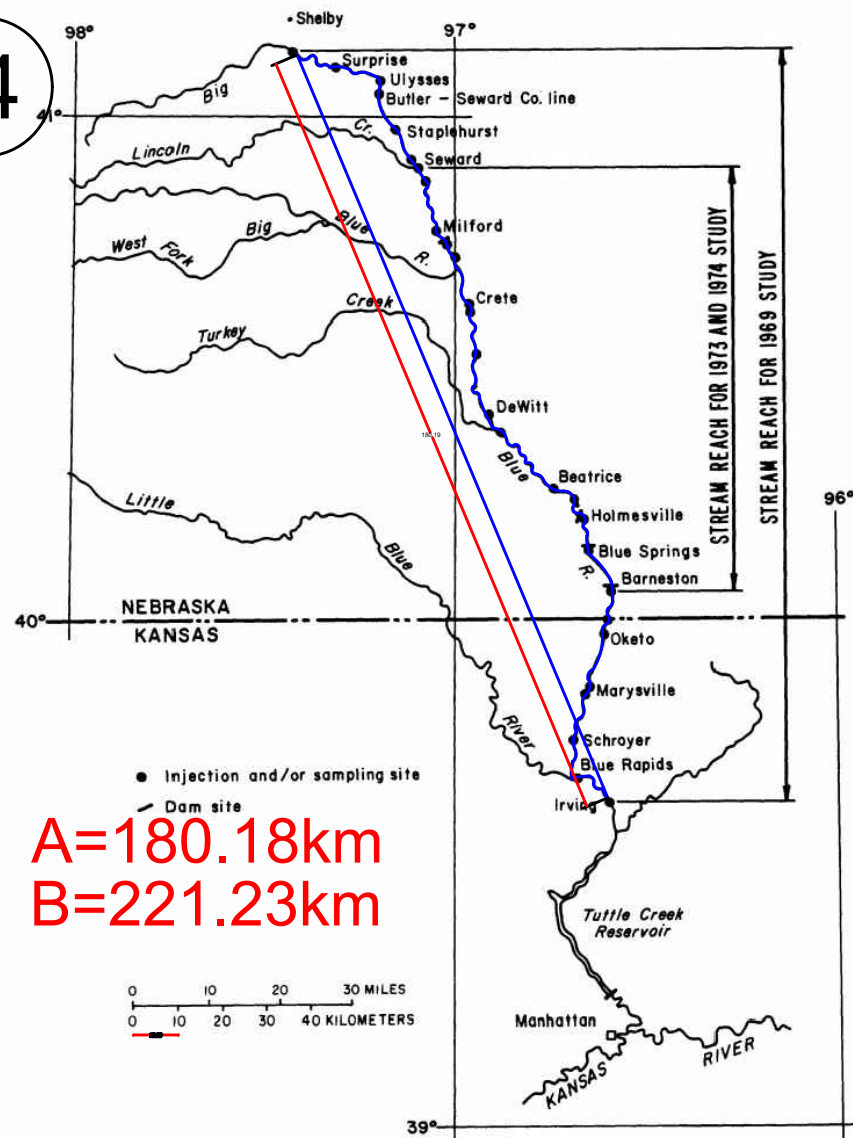 4
98°
Shelby
97°
Surprise
Ulysses
Big
Butler - Seward Co. line
41°
Staplehurst
Cr.
Lincoln
Seward
Milford
Blue
Big
West Fork
R.
Crete
Creek
Turkey
DeWitt
Blue
Beatrice
96°
Little
Holmesville
Blue
Blue Springs
R.
Barneston
STREAM REACH FOR 1973 AND 1974 STUDY
STREAM REACH FOR 1969 STUDY
180.19
NEBRASKA
40°
KANSAS
Oketo
Marysville
River
Schroyer
Blue Rapids
Injection and/or sampling site
Dam site
Irving
A=180.18km
B=221.23km
Tuttle Creek
Reservoir
0 10 20 30 MILES
0 10 20 30 40 KILOMETERS
Manhattan
KANSAS
RIVER
39°